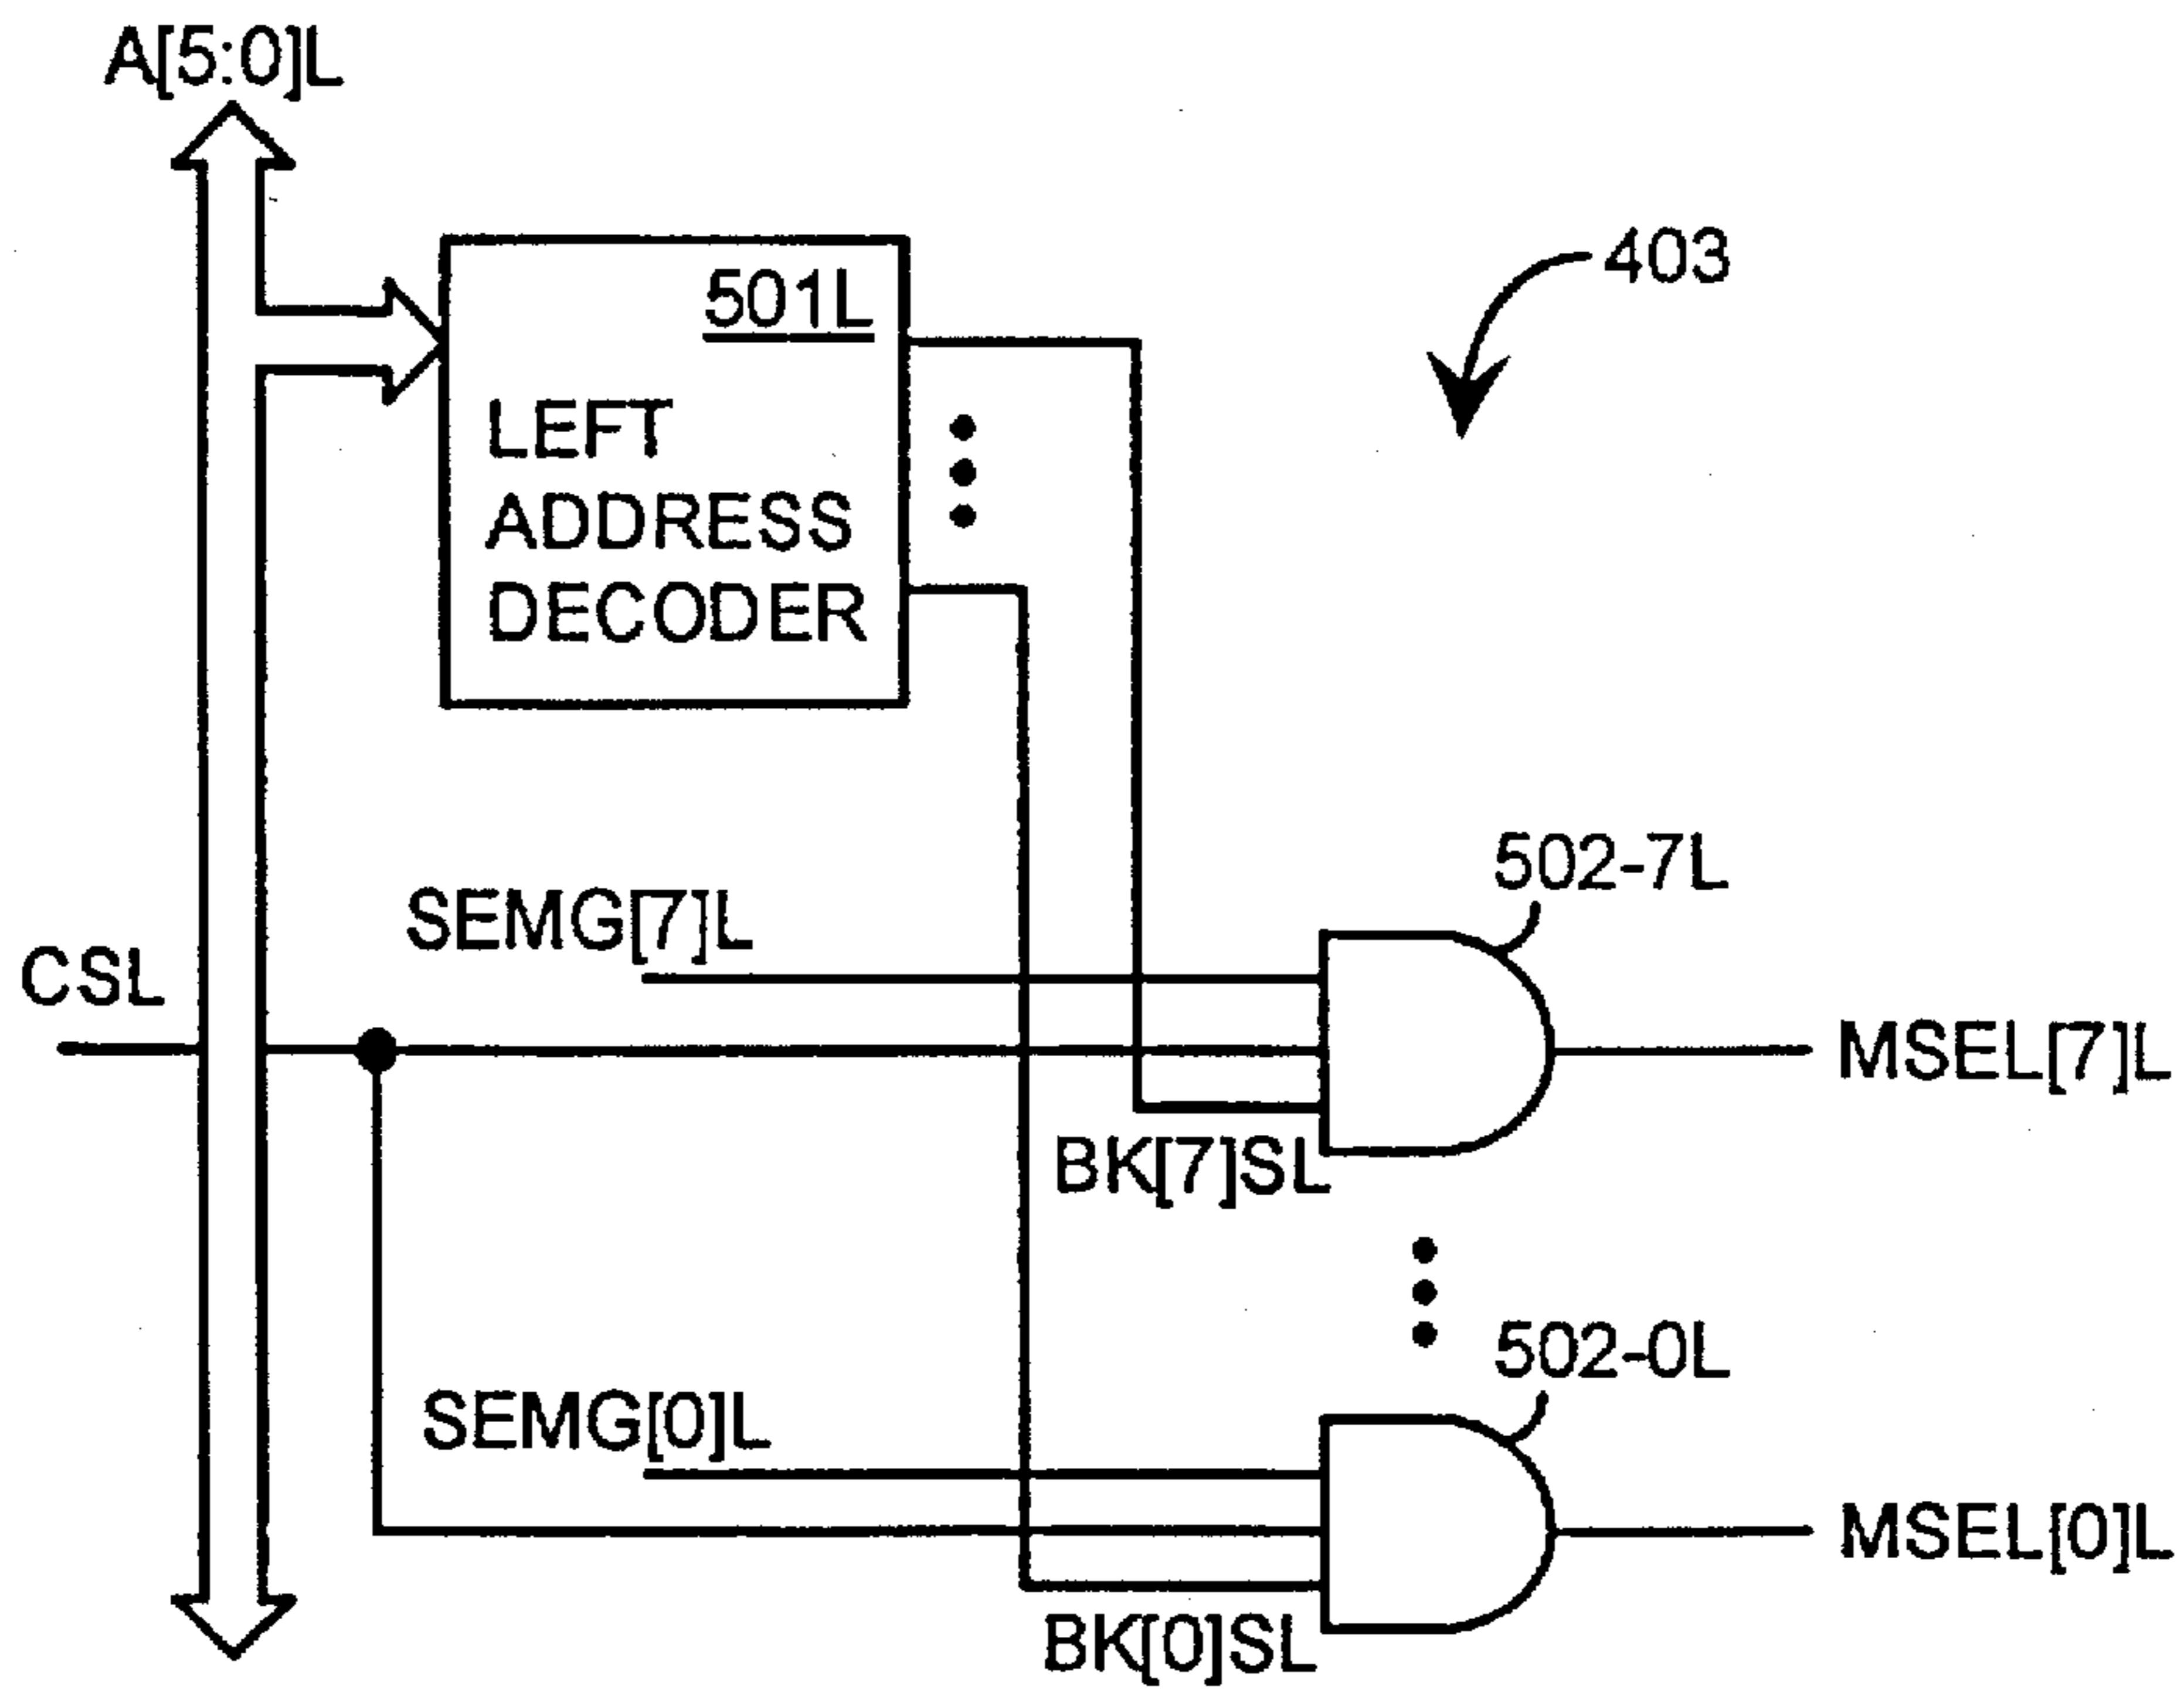 A[5:0]L
403
501L
LEFT
ADDRESS
DECODER
502-7L
SEMG[7]L
CSL
MSEL[7]L
BK[7]SL
502-0L
SEMG[0]L
MSEL[0]L
BK[0]SL